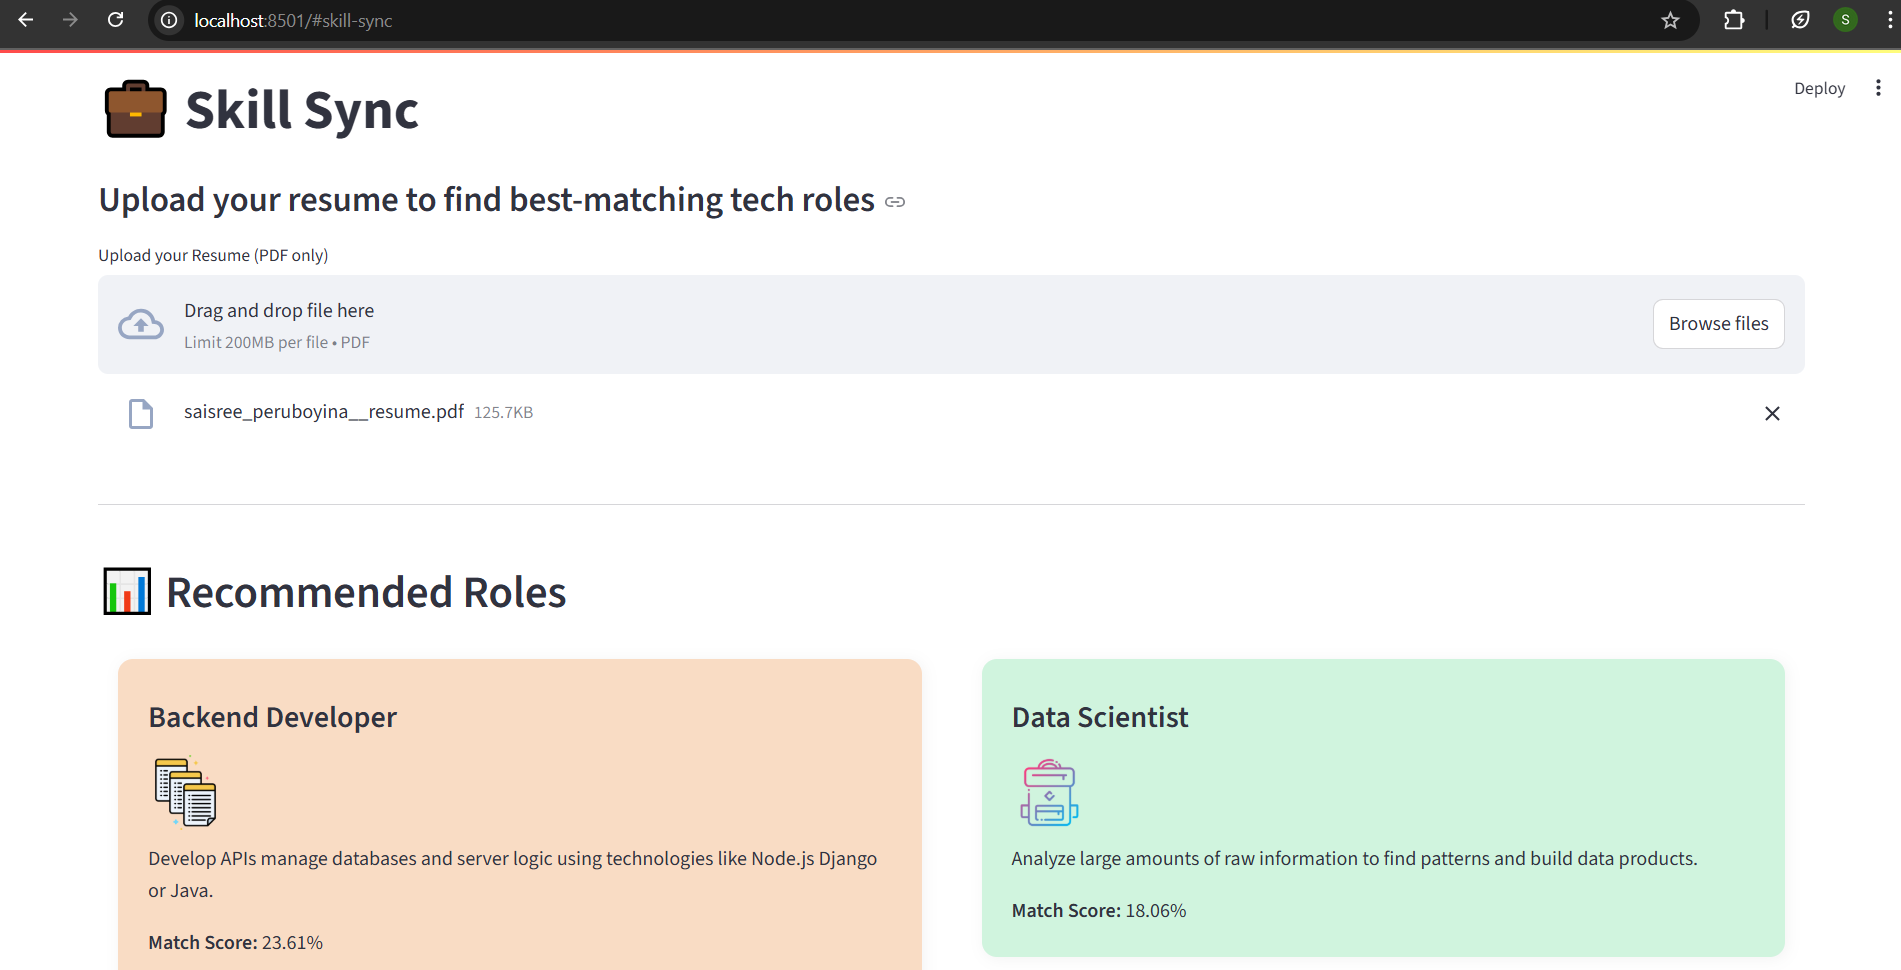 localhost:8501/#skill-sync
S
Deploy
Skill Sync
Upload your resume to find best-matching tech roles
Upload your Resume (PDF only)
Drag and drop file here
Limit 200MB per file • PDF
Browse files
saisree_peruboyina__resume.pdf 125.7KB
Recommended Roles
Backend Developer
Develop APIs manage databases and server logic using technologies like Node.js Django
or Java.
Match Score: 23.61%
Data Scientist
Analyze large amounts of raw information to find patterns and build data products.
Match Score: 18.06%